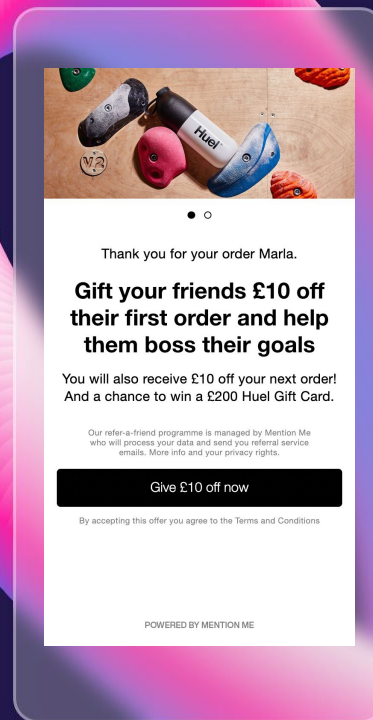 Huel
V2
Thank you for your order Marla.
Gift your friends £10 off
their first order and help
them boss their goals
You will also receive £10 off your next order!
And a chance to win a £200 Huel Gift Card.
Our refer-a-friend programme is managed by Mention Me
who will process your data and send you referral service
emails. More info and your privacy rights.
Give £10 off now
By accepting this offer you agree to the Terms and Conditions
POWERED BY MENTION ME